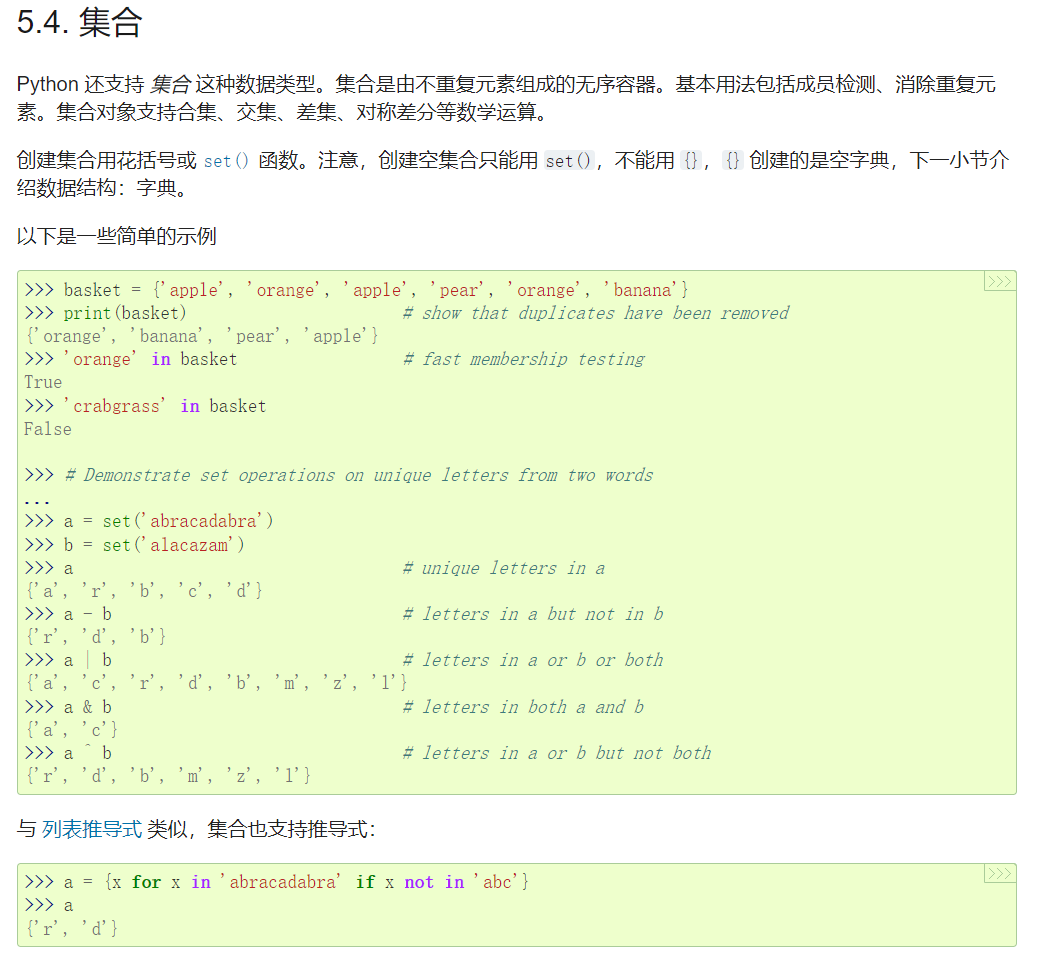 5.4. 集合
Python 还支持 集合 这种数据类型。集合是由不重复元素组成的无序容器。基本用法包括成员检测、消除重复元
素。集合对象支持合集、交集、差集、对称差分等数学运算。
创建集合用花括号或 set() 函数。注意，创建空集合只能用 set()，不能用 {}，{} 创建的是空字典，下一小节介
绍数据结构：字典。
以下是一些简单的示例
>>>
>>> basket = {'apple', 'orange', 'apple', 'pear', 'orange', 'banana'}
>>> print(basket)                      # show that duplicates have been removed
{'orange', 'banana', 'pear', 'apple'}
>>> 'orange' in basket                 # fast membership testing
True
>>> 'crabgrass' in basket
False
>>> # Demonstrate set operations on unique letters from two words
...
>>> a = set('abracadabra')
>>> b = set('alacazam')
>>> a                                  # unique letters in a
{'a', 'r', 'b', 'c', 'd'}
>>> a - b                              # letters in a but not in b
{'r', 'd', 'b'}
>>> a | b                              # letters in a or b or both
{'a', 'c', 'r', 'd', 'b', 'm', 'z', 'l'}
>>> a & b                              # letters in both a and b
{'a', 'c'}
>>> a ^ b                              # letters in a or b but not both
{'r', 'd', 'b', 'm', 'z', 'l'}
与 列表推导式 类似，集合也支持推导式：
>>>
>>> a = {x for x in 'abracadabra' if x not in 'abc'}
>>> a
{'r', 'd'}